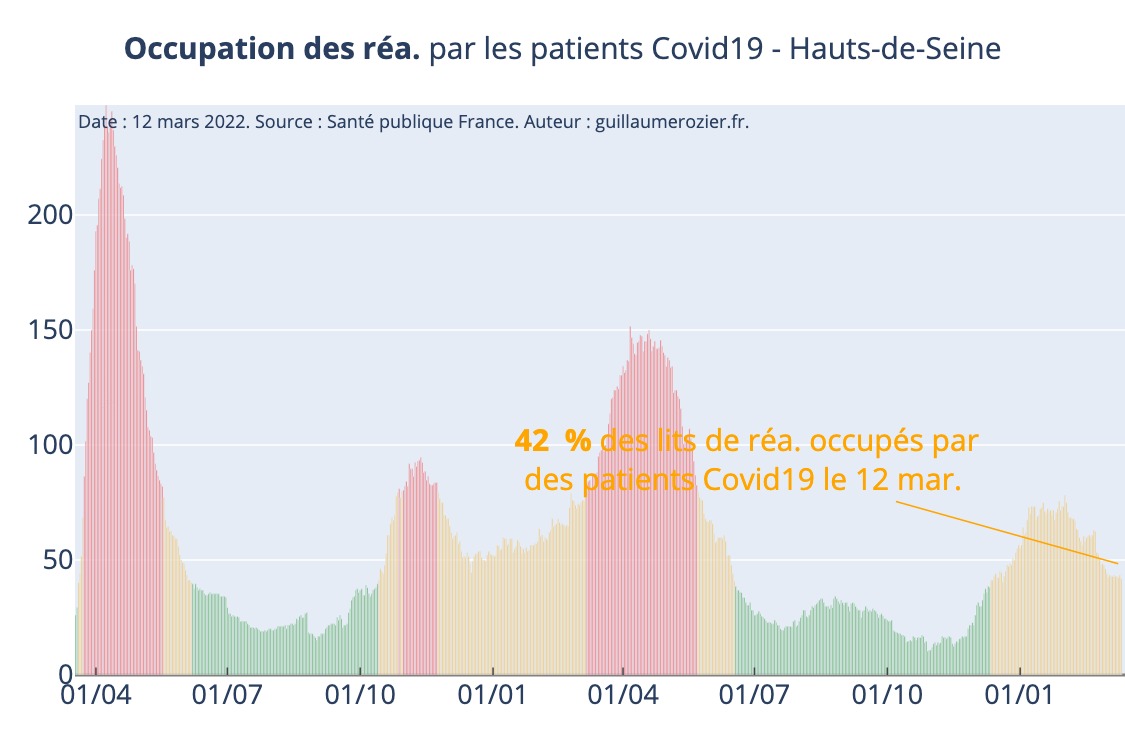 Occupation des réa. par les patients Covid19 - Hauts-de-Seine
Date : 12 mars 2022. Source : Santé publique France. Auteur : guillaumerozier.fr.
200
150
100
50
0
42 % des lits de réa. occupés par
des patients Covid19 le 12 mar.
01/04 01/07 01/10 01/01 01/04 01/07 01/10 01/01